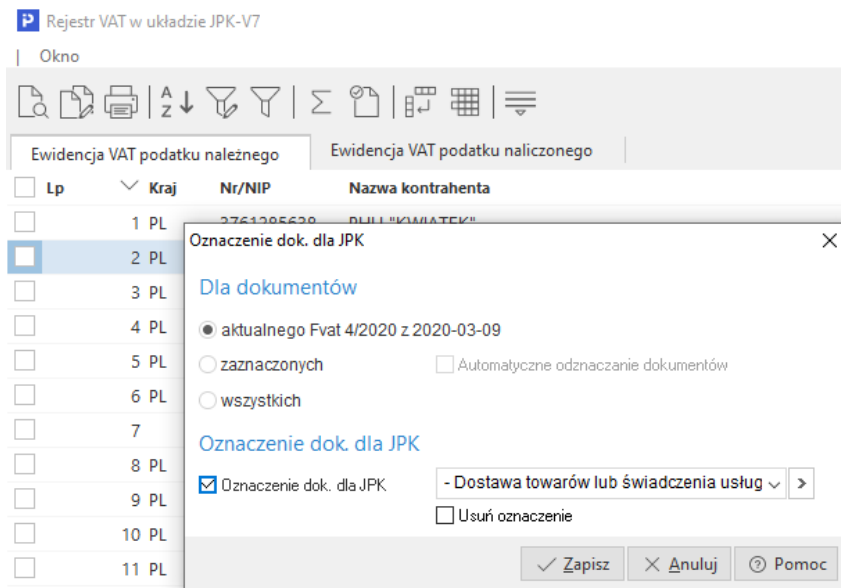 Rejestr VAT w układzie JPK-V7
| Okno
A
Z
Ewidencja VAT podatku należnego Ewidencja VAT podatku naliczonego
Lp Kraj Nr/NIP Nazwa kontrahenta
1 PL 3761285638 PHU "KWIATEK"
Oznaczenie dok. dla JPK
2 PL
Dla dokumentów
3 PL
aktualnego Fvat 4/2020 z 2020-03-09
4 PL
zaznaczonych Automatyczne odznaczanie dokumentów
5 PL
wszystkich
6 PL
7
Oznaczenie dok. dla JPK
8 PL
Oznaczenie dok. dla JPK - Dostawa towarów lub świadczenia usług
9 PL
Usuń oznaczenie
10 PL
11 PL
Zapisz Anuluj Pomoc